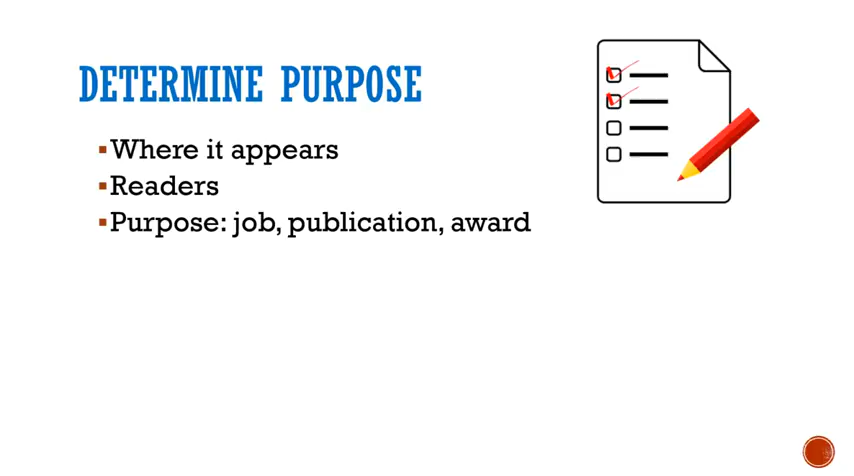 DETERMINE PURPOSE
▪Where it appears
▪Readers
▪Purpose: job, publication, award